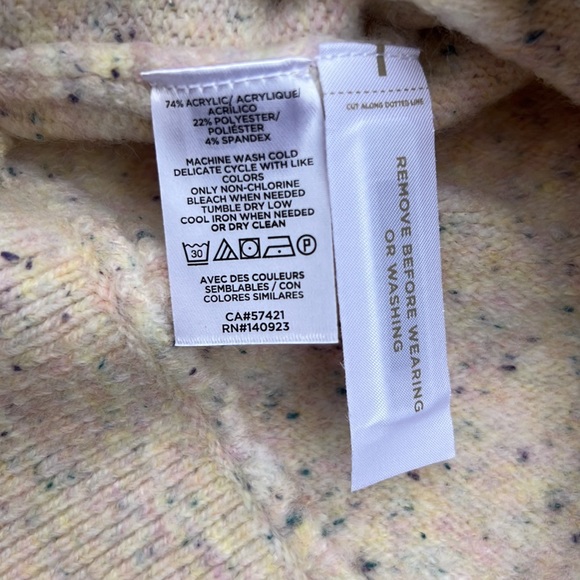 74% ACRYLIC/ ACRYLIQUE/
ACRÍLICO
22% POLYESTER/
POLIÉSTER
4% SPANDEX
MACHINE WASH COLD
DELICATE CYCLE WITH LIKE
COLORS
ONLY NON-CHLORINE
BLEACH WHEN NEEDED
TUMBLE DRY LOW
COOL IRON WHEN NEEDED
OR DRY CLEAN
30 P
AVEC DES COULEURS
SEMBLABLES / CON
COLORES SIMILARES
CA#57421
RN#140923
CUT ALONG DOTTED LINE
REMOVE BEFORE WEARING
OR WASHING